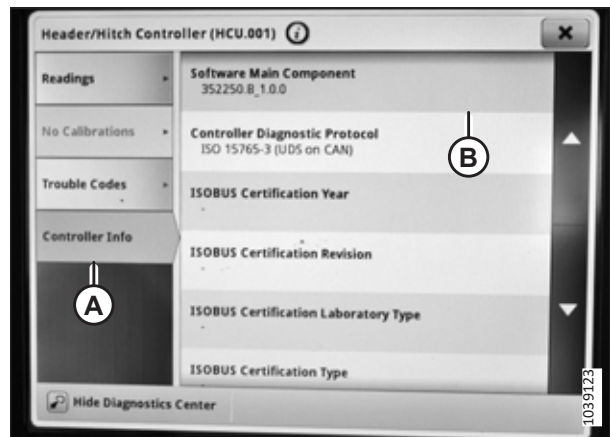 Header/Hitch Controller (HCU.001)
Readings
No Calibrations
Trouble Codes
Controller Info
A
Software Main Component
352250.B_1.0.0
Controller Diagnostic Protocol
ISO 15765-3 (UDS on CAN)
B
ISOBUS Certification Year
-
ISOBUS Certification Revision
-
ISOBUS Certification Laboratory Type
-
ISOBUS Certification Type
Hide Diagnostics Center
1039123